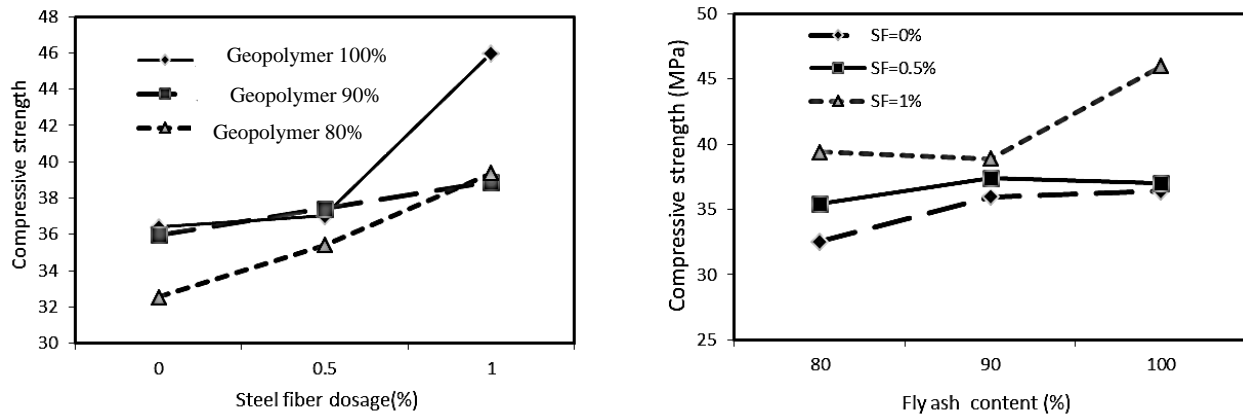 48
46
44
42
40
38
36
34
32
30
Compressive strength
Geopolymer 100%
Geopolymer 90%
Geopolymer 80%
0 0.5 1
Steel fiber dosage(%)
50
45
40
35
30
25
Compressive strength (MPa)
SF=0%
SF=0.5%
SF=1%
80 90 100
Fly ash content (%)